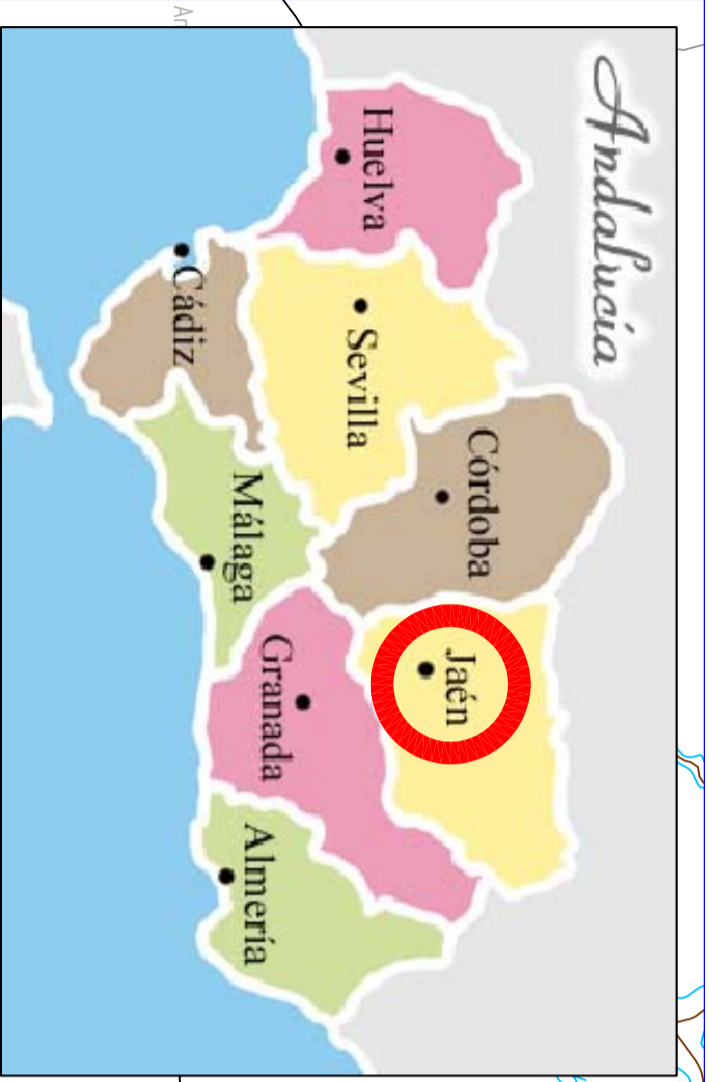 Andalucía
Huelva
Sevilla
Córdoba
Jaén
Cádiz
Málaga
Granada
Almería